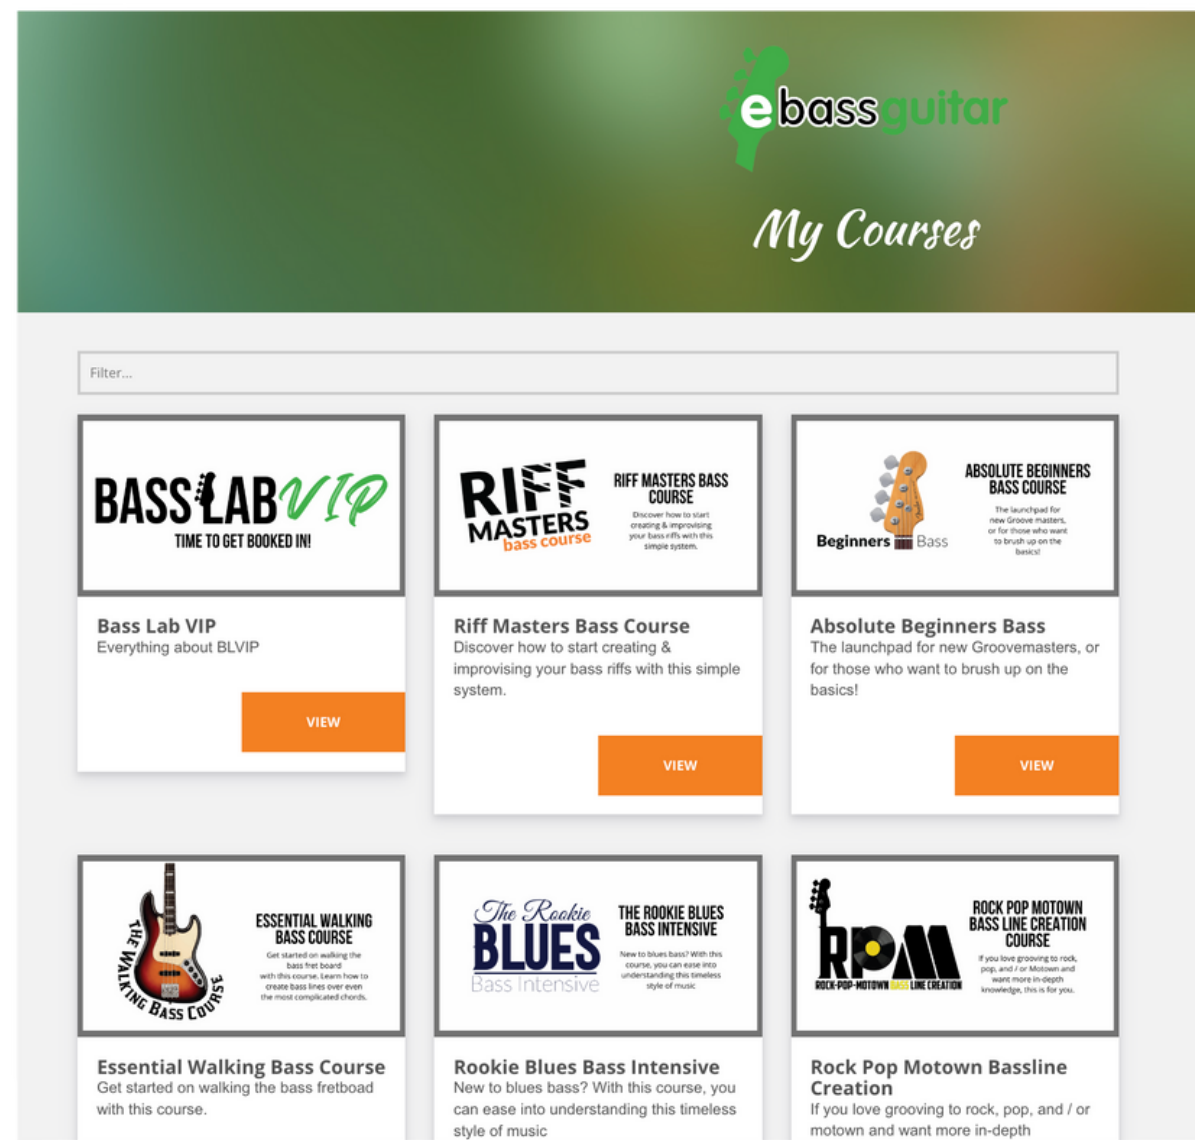 ebassguitar
My Courses
Filter...
BASS LAB VIP
TIME TO GET BOOKED IN!
Bass Lab VIP
Everything about BLVIP
VIEW
RIFF
MASTERS
bass course
RIFF MASTERS BASS
COURSE
Discover how to start
creating & improvising
your bass riffs with this
simple system.
Riff Masters Bass Course
Discover how to start creating &
improvising your bass riffs with this simple
system.
VIEW
Beginners Bass
ABSOLUTE BEGINNERS
BASS COURSE
The launchpad for
new Groove masters,
or for those who want
to brush up on the
basics!
Absolute Beginners Bass
The launchpad for new Groovemasters, or
for those who want to brush up on the
basics!
VIEW
THE WALKING BASS COURSE
ESSENTIAL WALKING
BASS COURSE
Get started on walking the
bass fret board
with this course. Learn how to
create bass lines over even
the most complicated chords.
Essential Walking Bass Course
Get started on walking the bass fretboad
with this course.
The Rookie
BLUES
Bass Intensive
THE ROOKIE BLUES
BASS INTENSIVE
New to blues bass? With this
course, you can ease into
understanding this timeless
style of music
Rookie Blues Bass Intensive
New to blues bass? With this course, you
can ease into understanding this timeless
style of music
RPM
ROCK-POP-MOTOWN BASS LINE CREATION
ROCK POP MOTOWN
BASS LINE CREATION
COURSE
If you love grooving to rock,
pop, and / or Motown and
want more in-depth
knowledge, this is for you.
Rock Pop Motown Bassline
Creation
If you love grooving to rock, pop, and / or
motown and want more in-depth